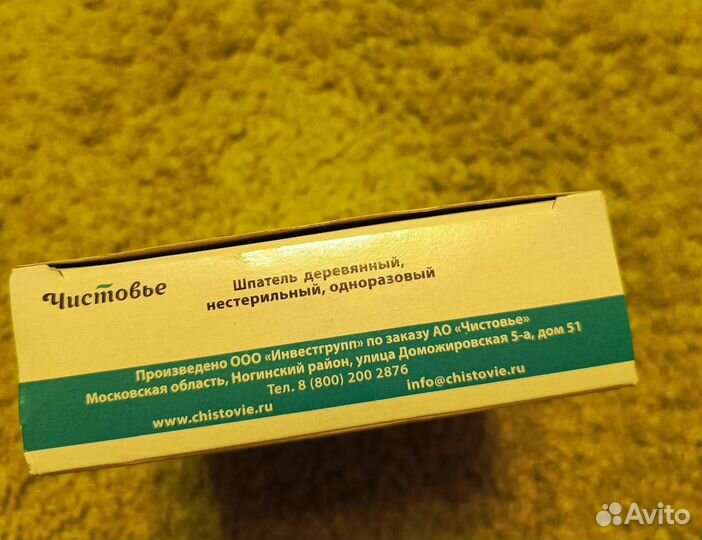 Чистовье
Шпатель деревянный,
нестерильный, одноразовый
Произведено ООО «Инвестгрупп» по заказу АО «Чистовье»
Московская область, Ногинский район, улица Доможировская 5-а, дом 51
Тел. 8 (800) 200 2876
www.chistovie.ru
info@chistovie.ru
Avito